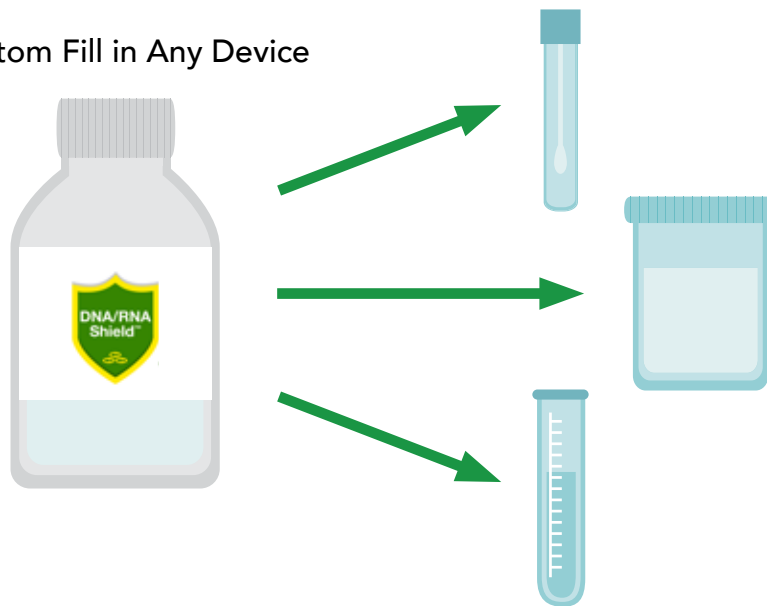 tom Fill in Any Device
DNA/RNA
Shield™